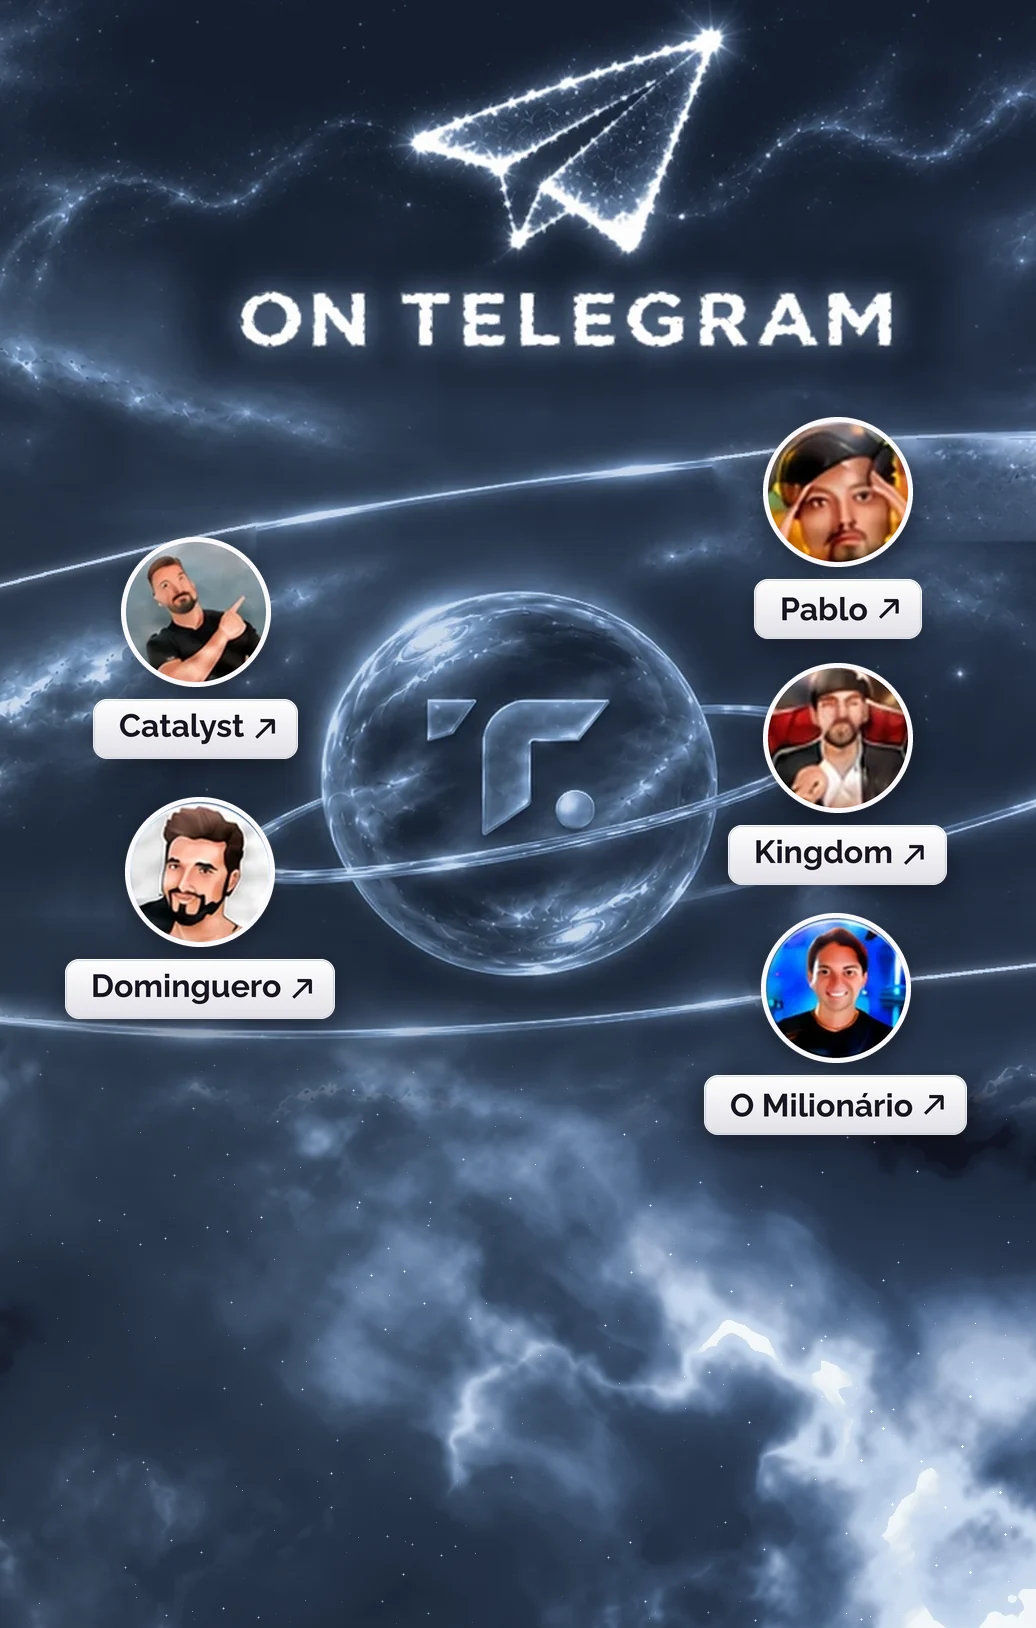 ON TELEGRAM
Pablo
Catalyst
Kingdom
Dominguero
O Milionário